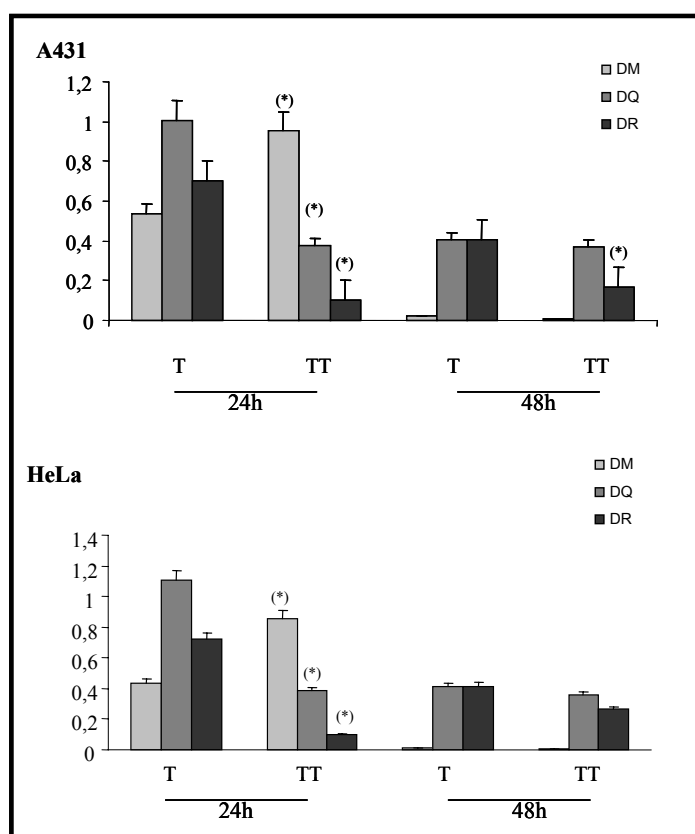 A431
DM
DQ
DR
1,2
1
0,8
0,6
0,4
0,2
0
(*)
(*)
(*)
(*)
T TT T TT
24h 48h
HeLa
DM
DQ
DR
1,4
1,2
1
0,8
0,6
0,4
0,2
0
(*)
(*)
(*)
T TT T TT
24h 48h